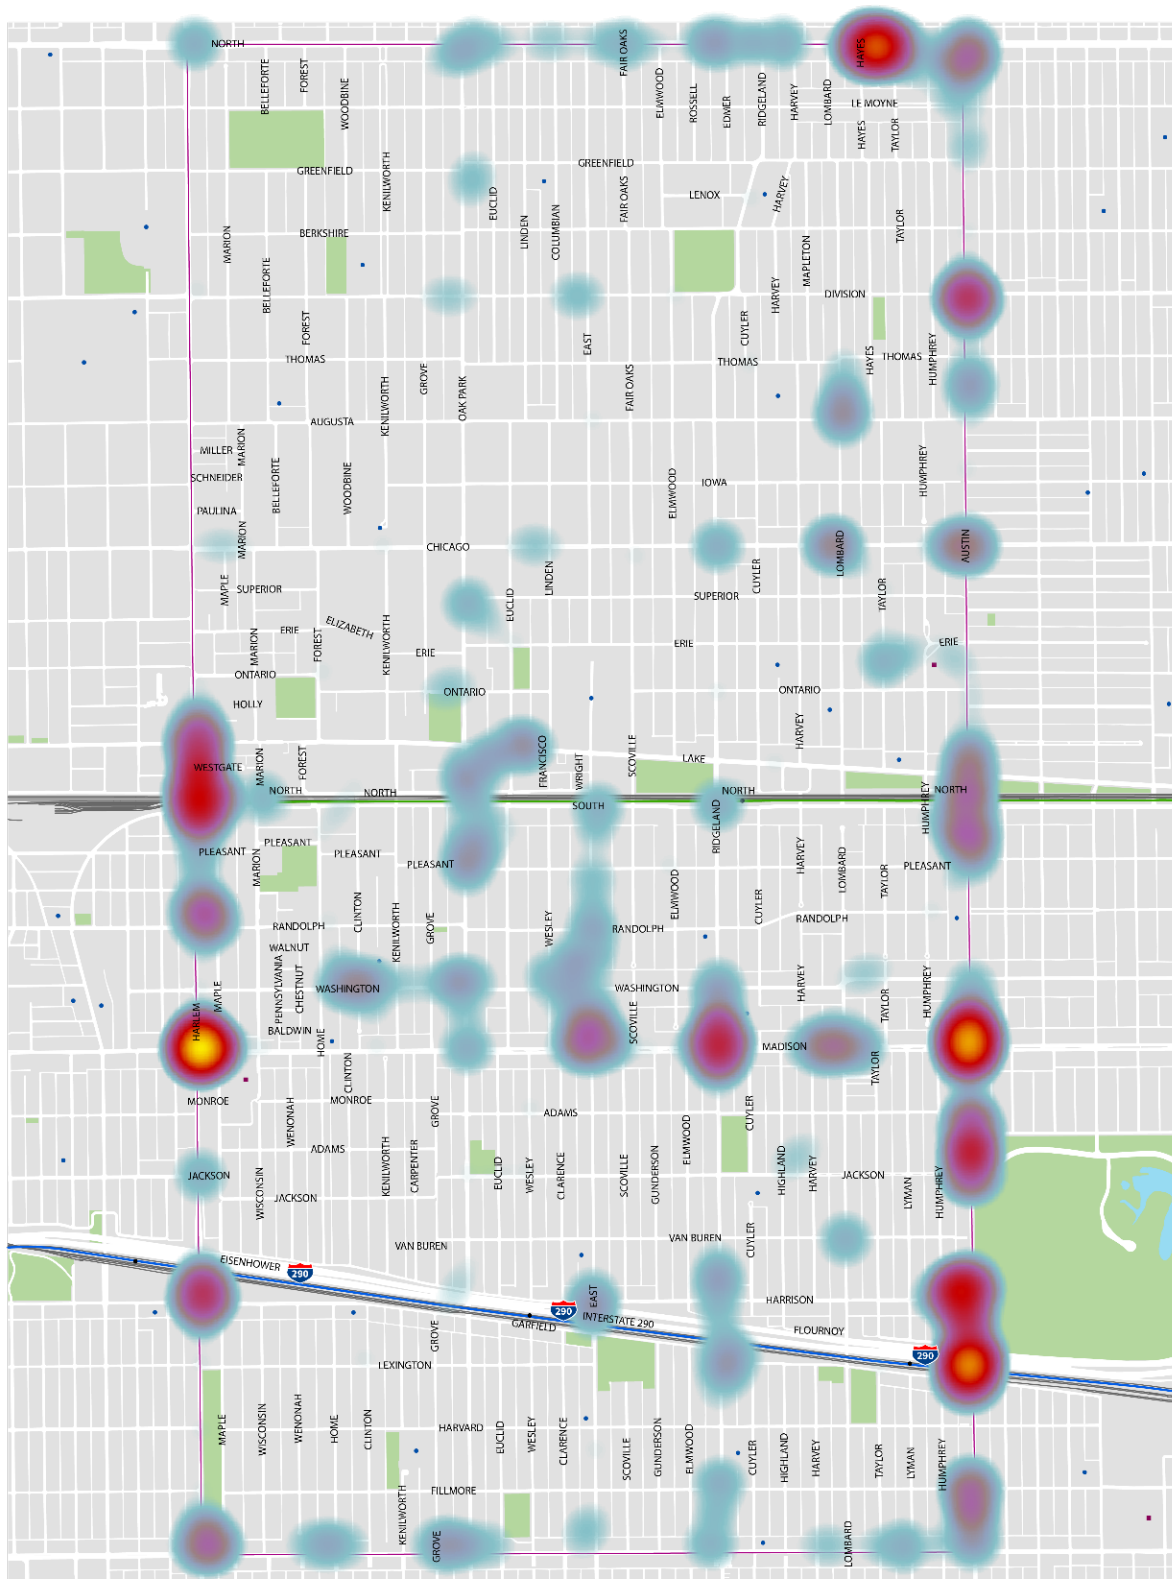 NORTH
FAIR OAKS
HAYES
BELLEFORTE
FOREST
WOODBINE
ELMWOOD
ROSSELL
EDMER
RIDGELAND
HARVEY
LOMBARD
LE MOYNE
HAYES
TAYLOR
GREENFIELD
KENILWORTH
GREENFIELD
EUCLID
FAIR OAKS
LENOX
HARVEY
LINDEN
COLUMBIAN
TAYLOR
MARION
BERKSHIRE
MAPLETON
BELLEFORTE
HARVEY
DIVISION
FOREST
EAST
CUYLER
THOMAS
THOMAS
HAYES
THOMAS
HUMPHREY
GROVE
KENILWORTH
OAK PARK
FAIR OAKS
AUGUSTA
MILLER
MARION
SCHNEIDER
BELLEFORTE
WOODBINE
IOWA
ELMWOOD
HUMPHREY
PAULINA
MARION
CHICAGO
LOMBARD
AUSTIN
MAPLE
SUPERIOR
EUCLID
LINDEN
SUPERIOR
CUYLER
TAYLOR
MARION
ERIE
FOREST
ELIZABETH
KENILWORTH
ERIE
ERIE
ERIE
ONTARIO
ONTARIO
ONTARIO
HOLLY
HARVEY
WESTGATE
MARION
FOREST
FRANCISCO
WRIGHT
SCOVILLE
LAKE
NORTH
NORTH
SOUTH
NORTH
RIDGELAND
HUMPHREY
NORTH
PLEASANT
MARION
PLEASANT
PLEASANT
PLEASANT
HARVEY
LOMBARD
TAYLOR
PLEASANT
ELMWOOD
CUYLER
RANDOLPH
CLINTON
KENILWORTH
GROVE
WESLEY
RANDOLPH
RANDOLPH
WALNUT
PENNSYLVANIA
CHESTNUT
MAPLE
WASHINGTON
WASHINGTON
HARVEY
TAYLOR
HUMPHREY
HARLEM
BALDWIN
HOME
SCOVILLE
MADISON
CLINTON
TAYLOR
MONROE
MONROE
WENONAH
GROVE
ADAMS
CUYLER
ADAMS
KENILWORTH
CARPENTER
ELMWOOD
JACKSON
WISCONSIN
JACKSON
EUCLID
WESLEY
CLARENCE
SCOVILLE
GUNDERSON
HIGHLAND
HARVEY
JACKSON
LYMAN
HUMPHREY
VAN BUREN
VAN BUREN
CUYLER
EISENHOWER
290
EAST
290
INTERSTATE 290
HARRISON
GARFIELD
FLOURNOY
GROVE
290
LEXINGTON
MAPLE
WISCONSIN
WENONAH
HOME
CLINTON
HARVARD
EUCLID
WESLEY
CLARENCE
SCOVILLE
GUNDERSON
ELMWOOD
CUYLER
HIGHLAND
HARVEY
TAYLOR
LYMAN
HUMPHREY
FILLMORE
KENILWORTH
GROVE
LOMBARD